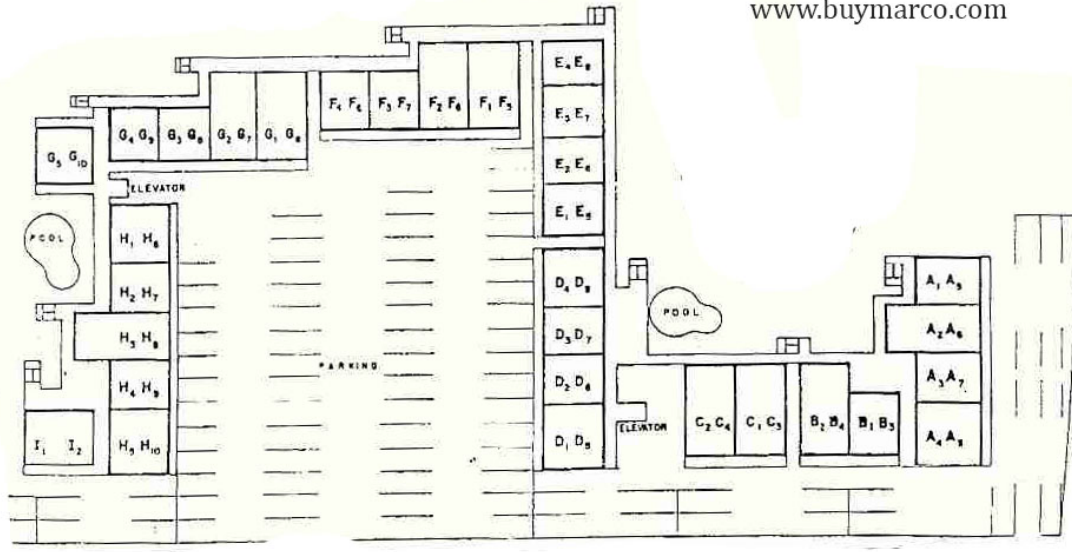 www.buymarco.com
E₄ E₈
F₄ F₆ F₃ F₇ F₂ F₆ F₁ F₅
E₃ E₇
G₄ G₉ G₃ G₈ G₂ G₇ G₁ G₆
G₅ G₁₀
E₂ E₆
ELEVATOR
E₁ E₅
POOL
H₁ H₆
H₂ H₇
D₄ D₈
A₁ A₅
POOL
H₃ H₈
D₃ D₇
A₂ A₆
PARKING
H₄ H₉
D₂ D₆
A₃ A₇
I₁ I₂
H₅ H₁₀
D₁ D₅
ELEVATOR
C₂ C₄ C₁ C₃
B₂ B₄ B₁ B₃
A₄ A₈